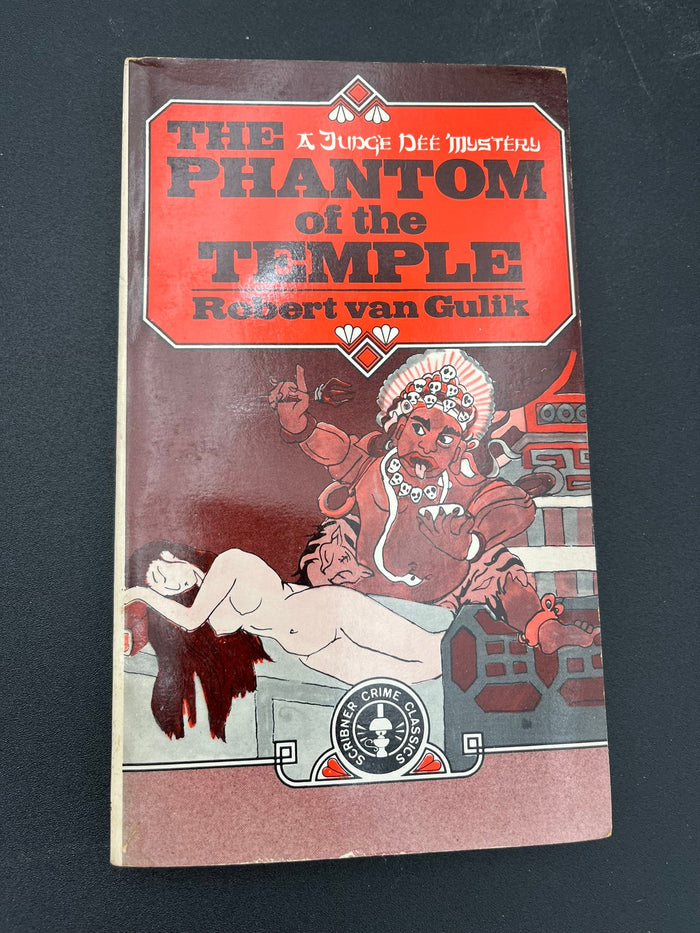 THE A JUDGE DEE MYSTERY
PHANTOM
of the
TEMPLE
Robert van Gulik
SCRIBNER CRIME CLASSICS